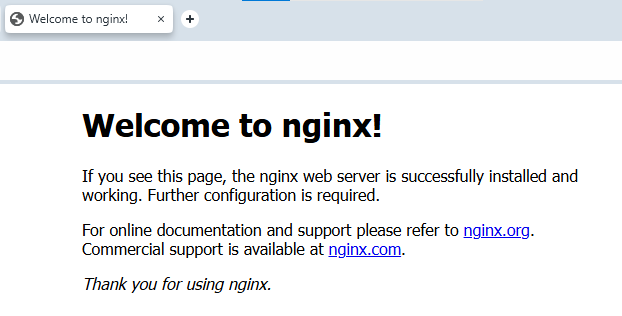 Welcome to nginx!
Welcome to nginx!
If you see this page, the nginx web server is successfully installed and
working. Further configuration is required.
For online documentation and support please refer to nginx.org.
Commercial support is available at nginx.com.
Thank you for using nginx.